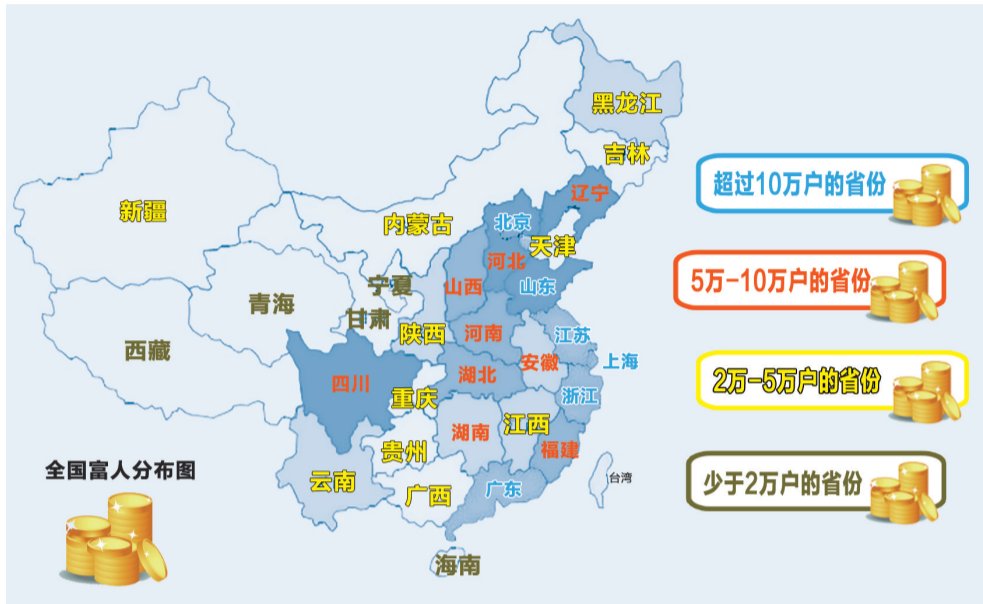 黑龙江
吉林
辽宁
新疆
内蒙古
北京
天津
河北
宁夏
山西
山东
青海
甘肃
陕西
河南
江苏
西藏
安徽
上海
四川
湖北
重庆
浙江
湖南
江西
贵州
福建
云南
广西
广东
台湾
海南
超过10万户的省份
5万-10万户的省份
2万-5万户的省份
少于2万户的省份
全国富人分布图